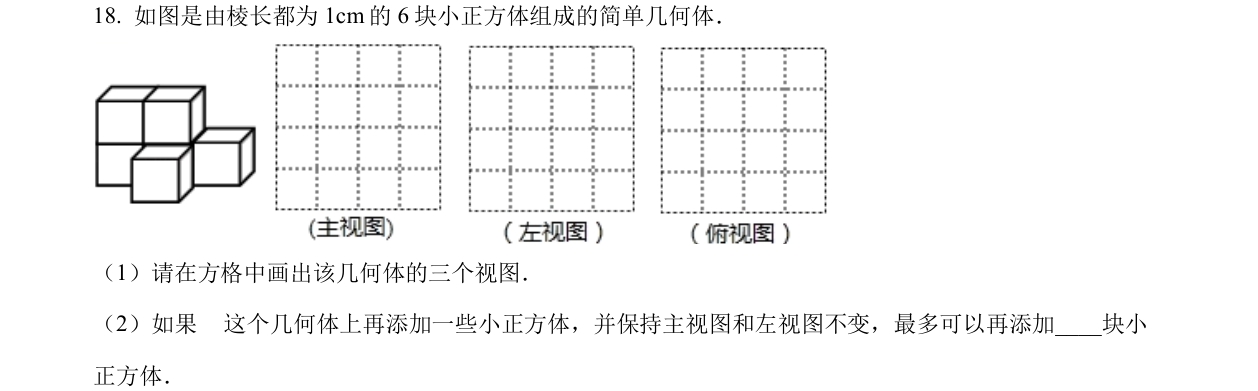 18. 如图是由棱长都为 1cm 的 6 块小正方体组成的简单几何体．
(主视图)
（左视图）
（俯视图）
（1）请在方格中画出该几何体的三个视图．
（2）如果 这个几何体上再添加一些小正方体，并保持主视图和左视图不变，最多可以再添加____块小
正方体．